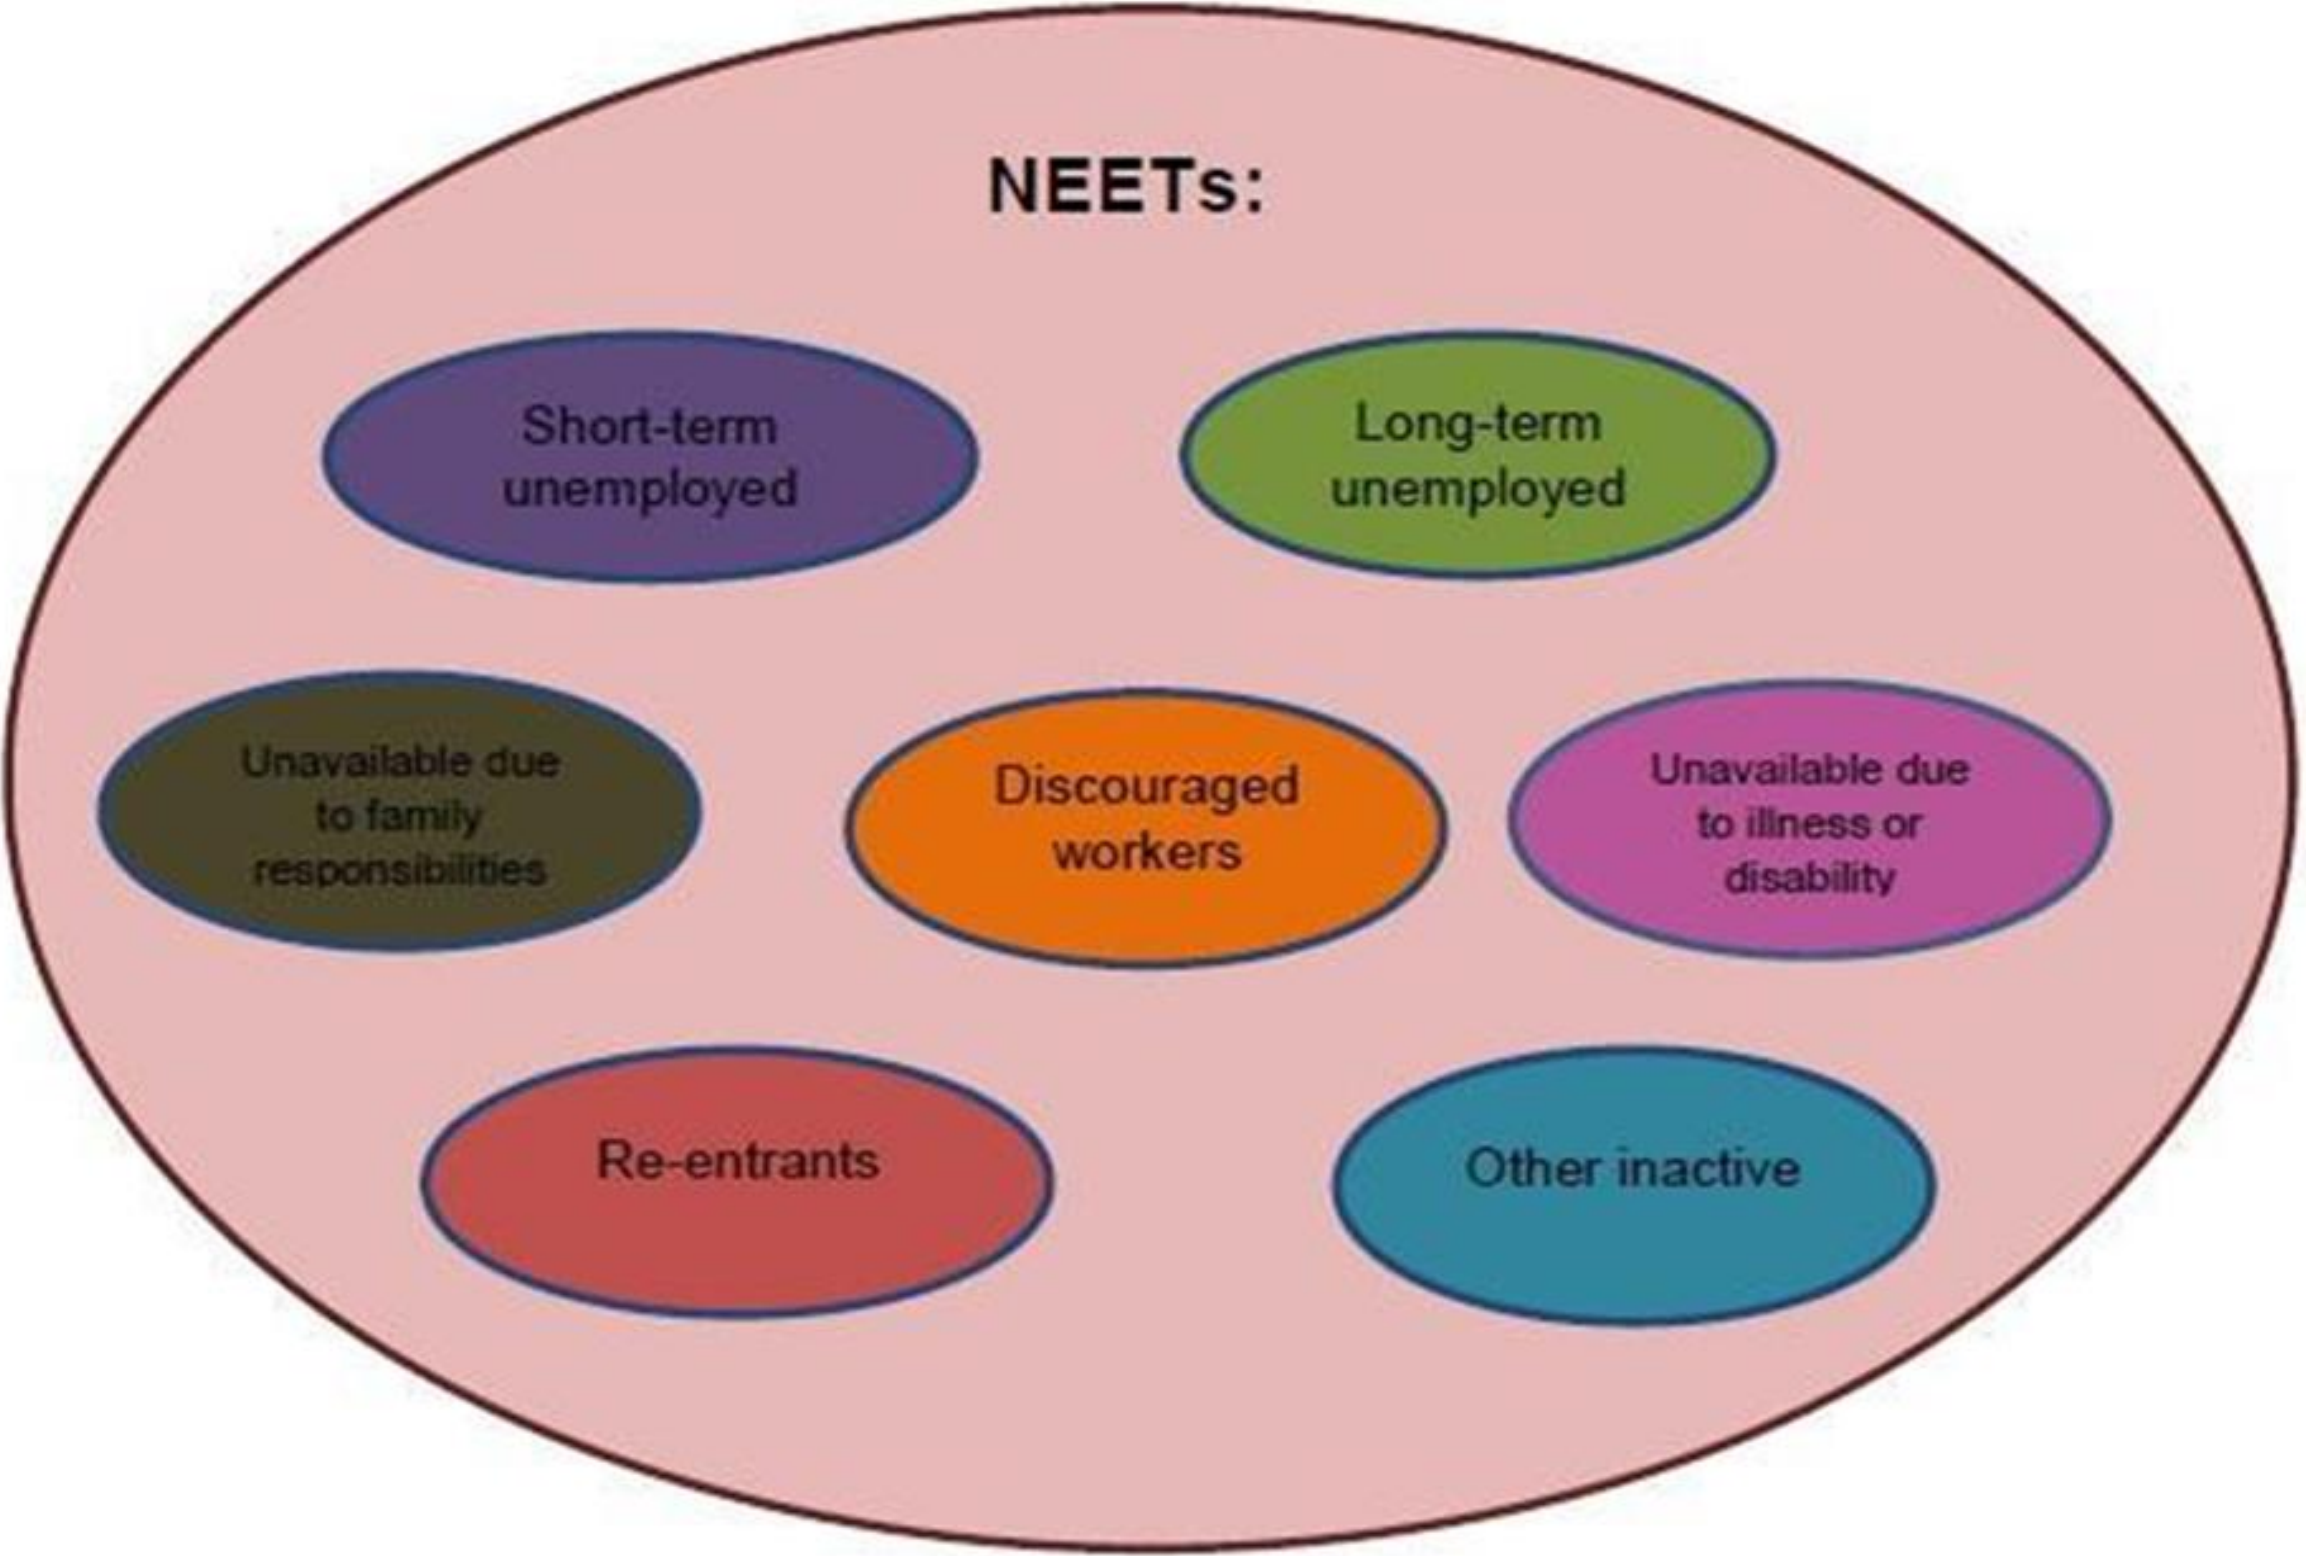 NEETs:
Short-term
unemployed
Long-term
unemployed
Unavailable due
to family
responsibilities
Discouraged
workers
Unavailable due
to illness or
disability
Re-entrants
Other inactive